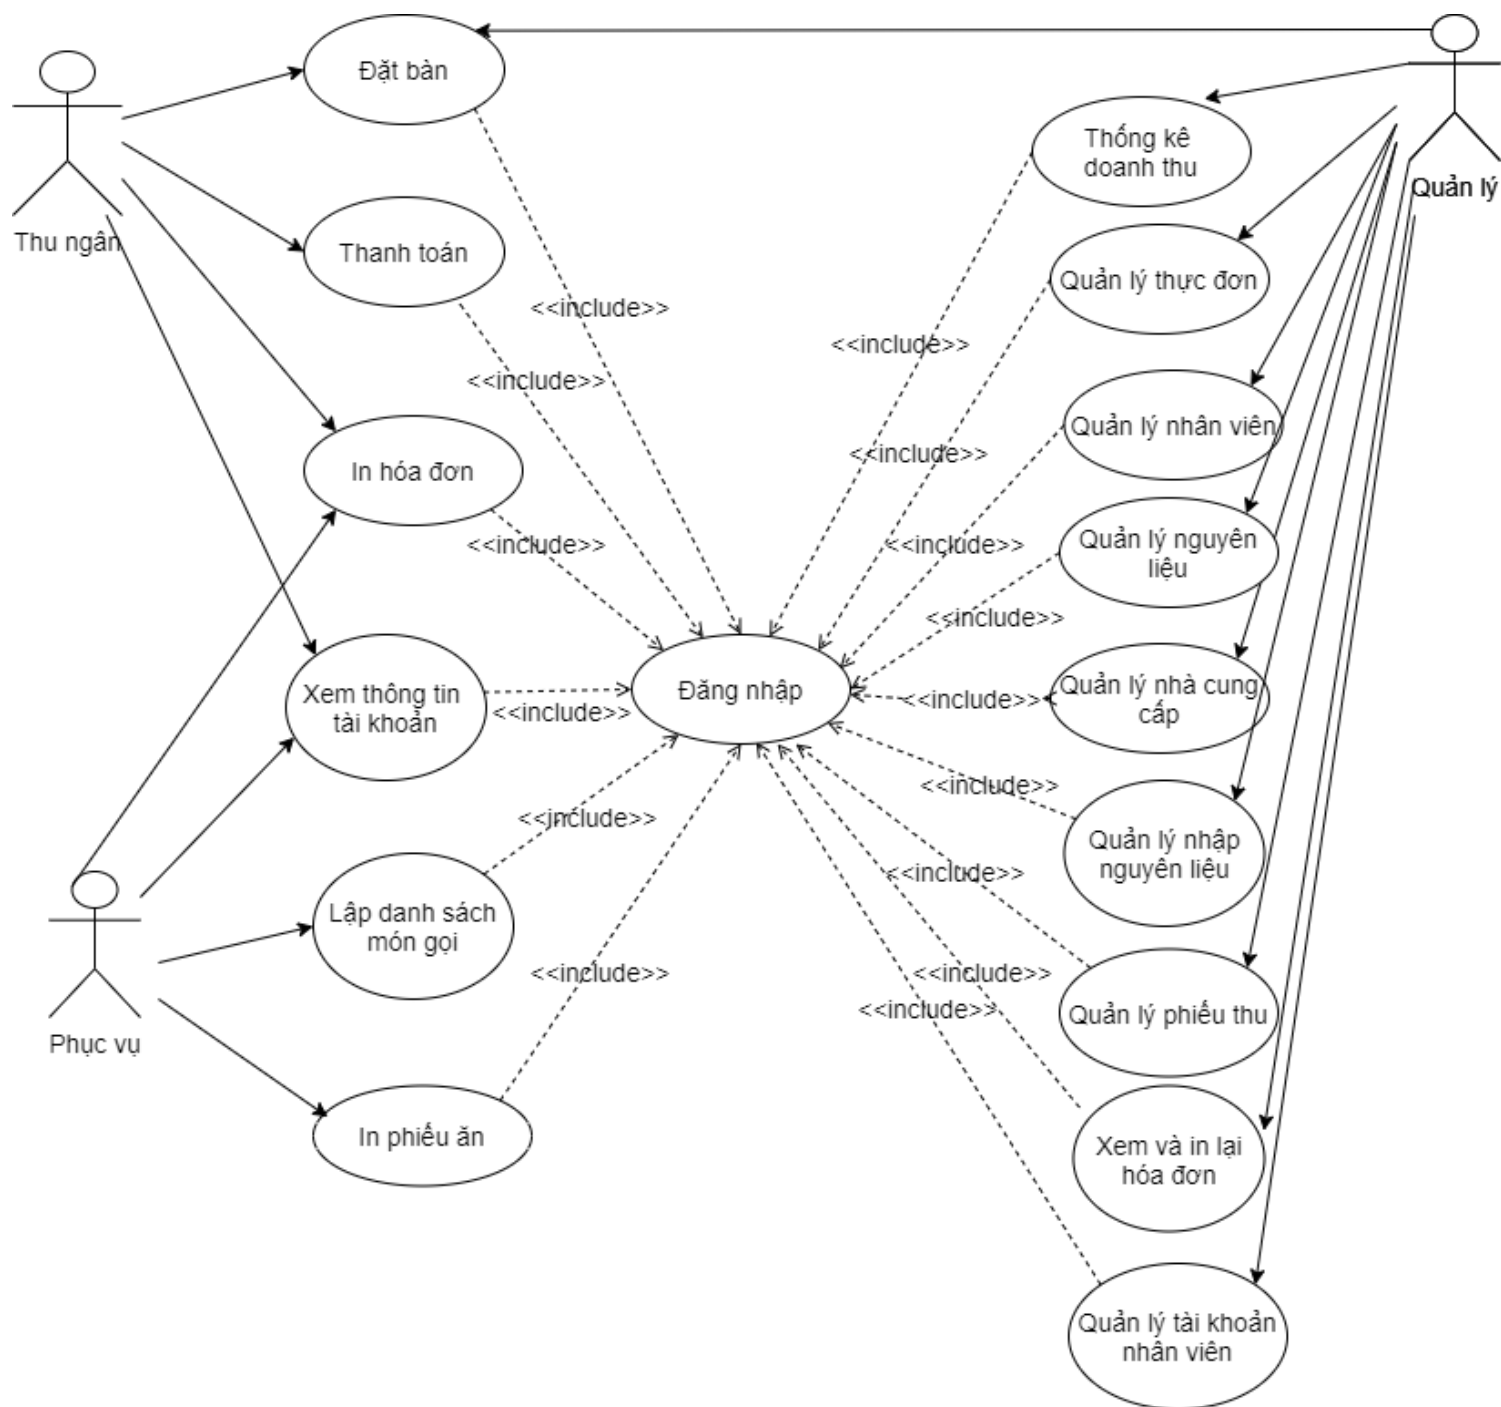 Đặt bàn
Thống kê
doanh thu
Quản lý
Thu ngân
Thanh toán
Quản lý thực đơn
<<include>>
<<include>>
<<include>>
Quản lý nhân viên
<<include>>
In hóa đơn
<<include>>
<<include>>
Quản lý nguyên
liệu
<<include>>
Xem thông tin
tài khoản
<<include>>
Đăng nhập
<<include>>
Quản lý nhà cung
cấp
<<include>>
<<include>>
Quản lý nhập
nguyên liệu
<<include>>
Lập danh sách
món gọi
<<include>>
<<include>>
<<include>>
Quản lý phiếu thu
Phục vụ
In phiếu ăn
Xem và in lại
hóa đơn
Quản lý tài khoản
nhân viên